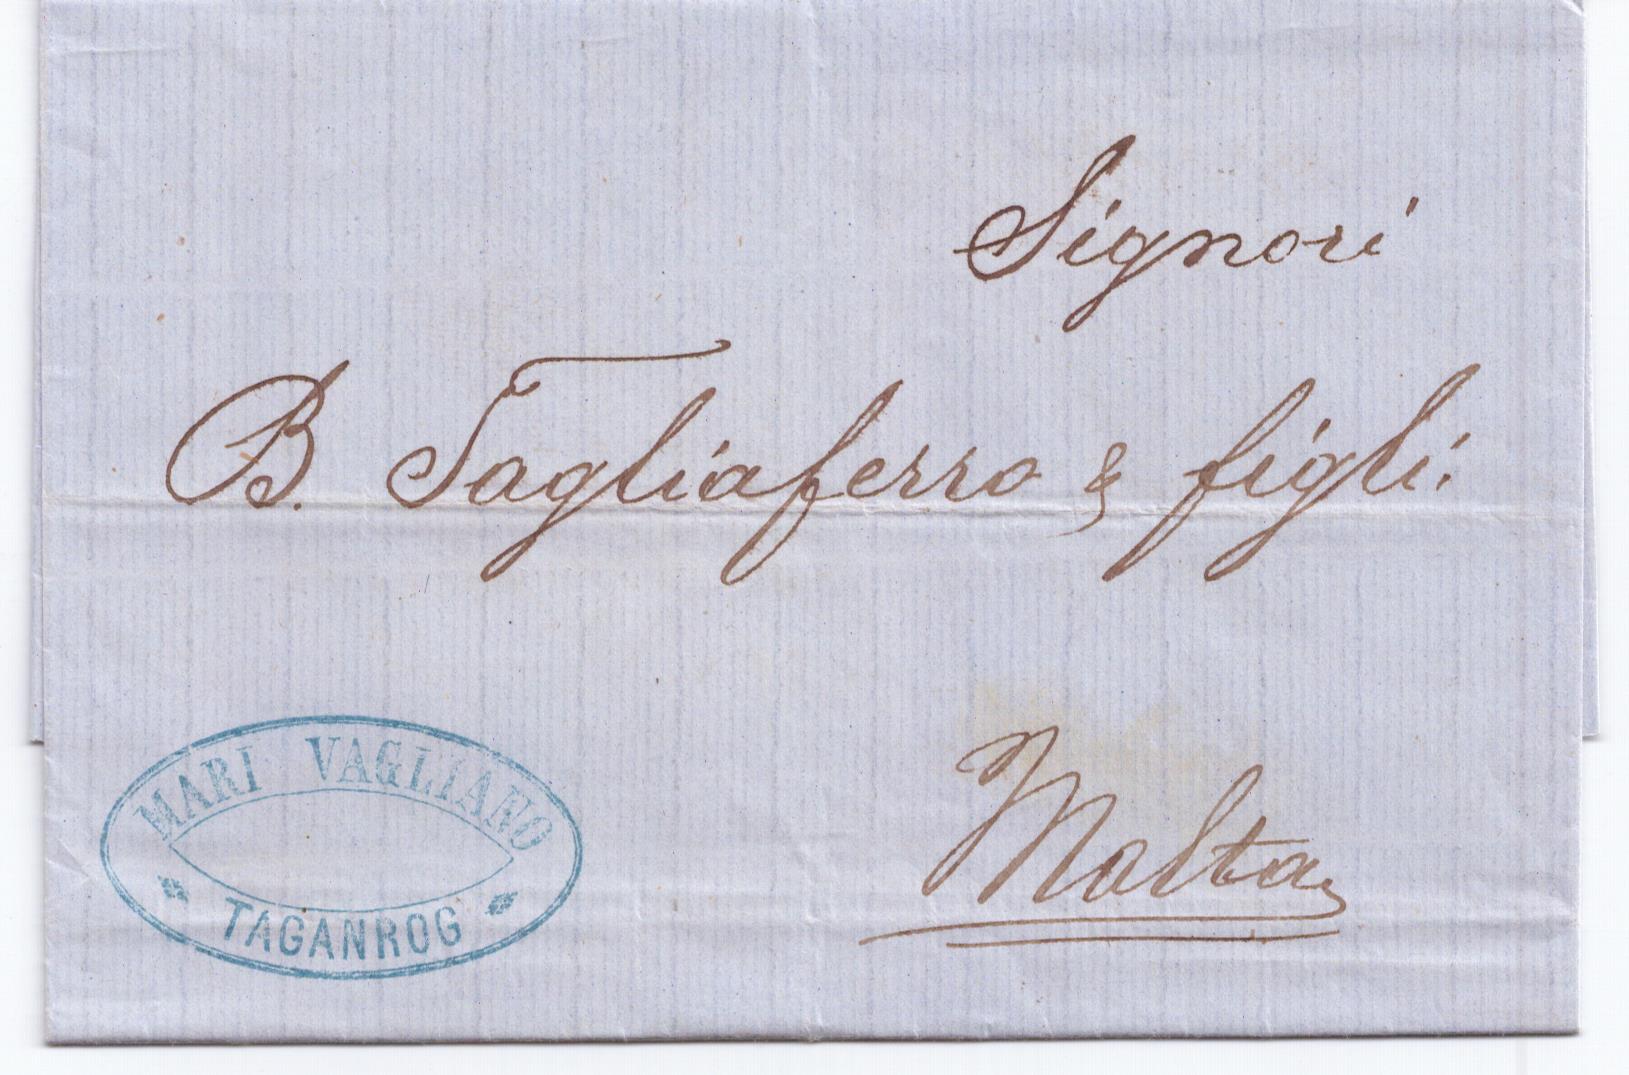 Signori
B. Tagliaferro & figli.
Malta
MARI VAGLIANO
TAGANROG